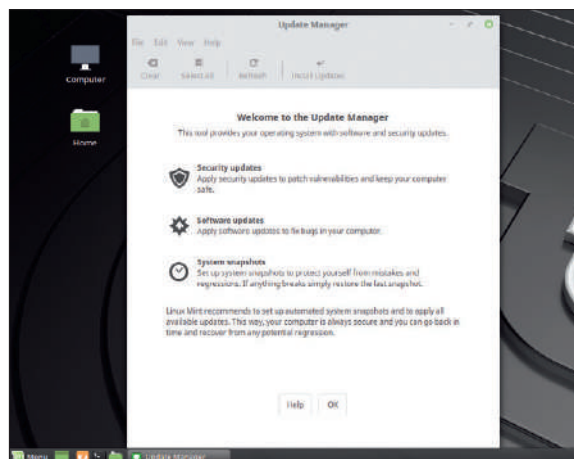 Update Manager
File Edit View Help
Clear Select All Refresh Install Updates
Computer
Home
Welcome to the Update Manager
This tool provides your operating system with software and security updates.
Security updates
Apply security updates to patch vulnerabilities and keep your computer
safe.
Software updates
Apply software updates to fix bugs in your computer.
System snapshots
Set up system snapshots to protect yourself from mistakes and
regressions. If anything breaks simply restore the last snapshot.
Linux Mint recommends to set up automated system snapshots and to apply all
available updates. This way, your computer is always secure and you can go back in
time and recover from any potential regression.
Help OK
Menu Update Manager